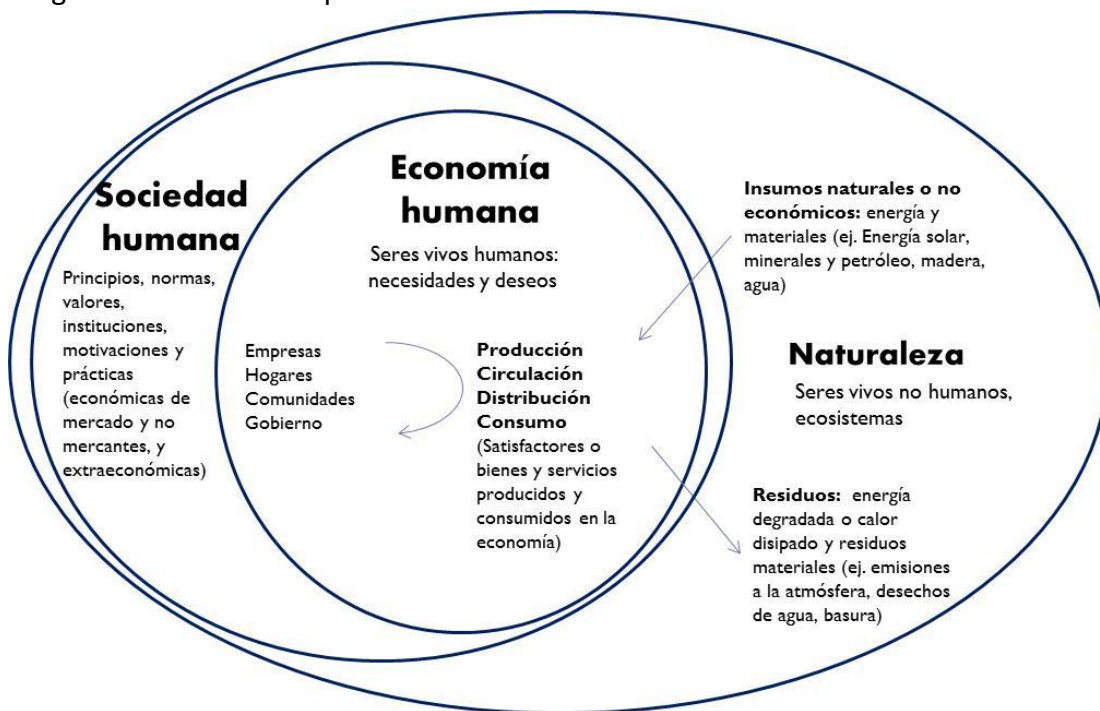 Sociedad
humana
Principios, normas,
valores,
instituciones,
motivaciones y
prácticas
(económicas de
mercado y no
mercantes, y
extraeconómicas)
Economía
humana
Seres vivos humanos:
necesidades y deseos
Empresas
Hogares
Comunidades
Gobierno
Producción
Circulación
Distribución
Consumo
(Satisfactores o
bienes y servicios
producidos y
consumidos en la
economía)
Insumos naturales o no
económicos: energía y
materiales (ej. Energía solar,
minerales y petróleo, madera,
agua)
Naturaleza
Seres vivos no humanos,
ecosistemas
Residuos: energía
degradada o calor
disipado y residuos
materiales (ej. emisiones
a la atmósfera, desechos
de agua, basura)